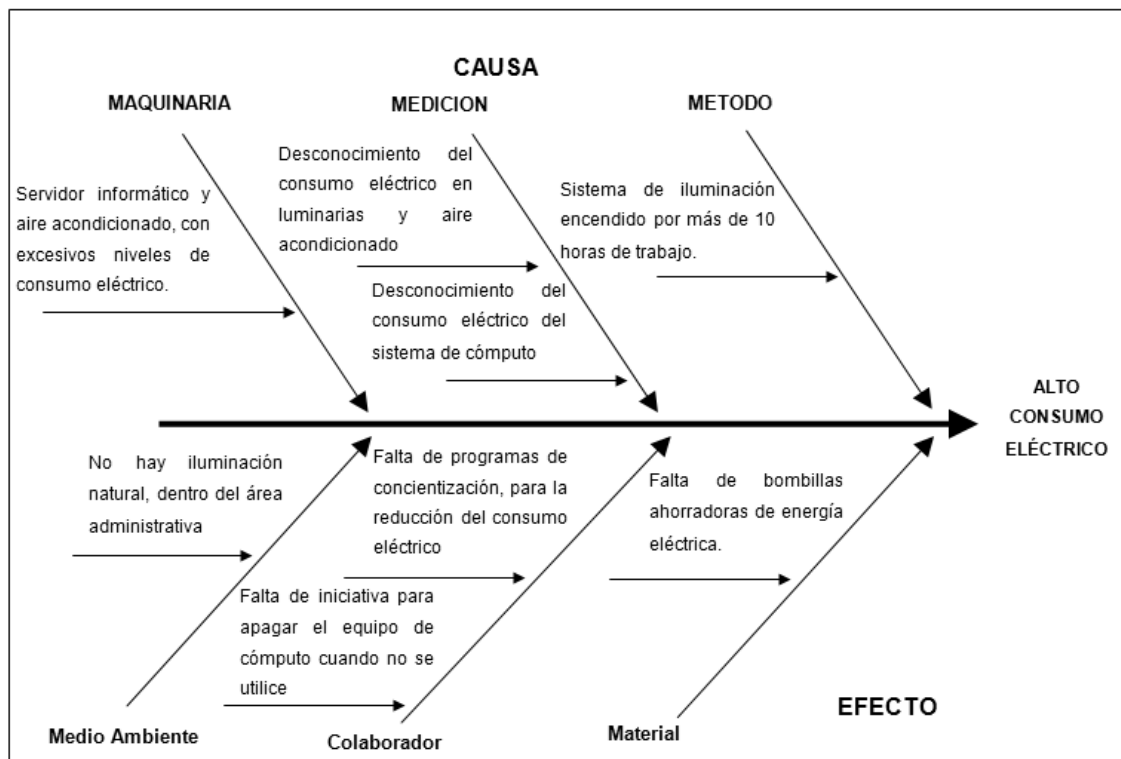 CAUSA
MAQUINARIA
MEDICION
METODO
Servidor informático y
aire acondicionado, con
excesivos niveles de
consumo eléctrico.
Desconocimiento del
consumo eléctrico en
luminarias y aire
acondicionado
Desconocimiento del
consumo eléctrico del
sistema de cómputo
Sistema de iluminación
encendido por más de 10
horas de trabajo.
ALTO
CONSUMO
ELÉCTRICO
No hay iluminación
natural, dentro del área
administrativa
Falta de programas de
concientización, para la
reducción del consumo
eléctrico
Falta de iniciativa para
apagar el equipo de
cómputo cuando no se
utilice
Falta de bombillas
ahorradoras de energía
eléctrica.
Medio Ambiente
Colaborador
Material
EFECTO